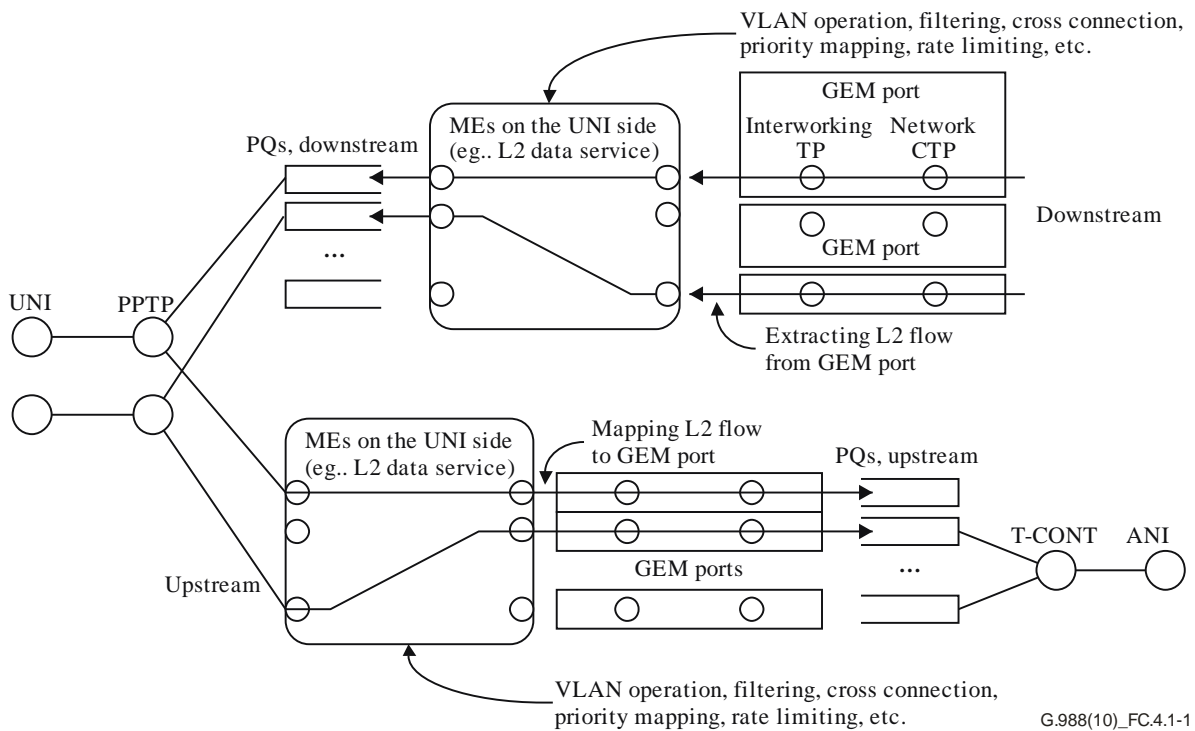 VLAN operation, filtering, cross connection,
priority mapping, rate limiting, etc.
GEM port
MEs on the UNI side
(eg.. L2 data service)
Interworking
TP
Network
CTP
PQs, downstream
Downstream
GEM port
...
UNI
PPTP
Extracting L2 flow
from GEM port
MEs on the UNI side
(eg.. L2 data service)
Mapping L2 flow
to GEM port
PQs, upstream
T-CONT
ANI
GEM ports
...
Upstream
VLAN operation, filtering, cross connection,
priority mapping, rate limiting, etc.
G.988(10)_FC.4.1-1